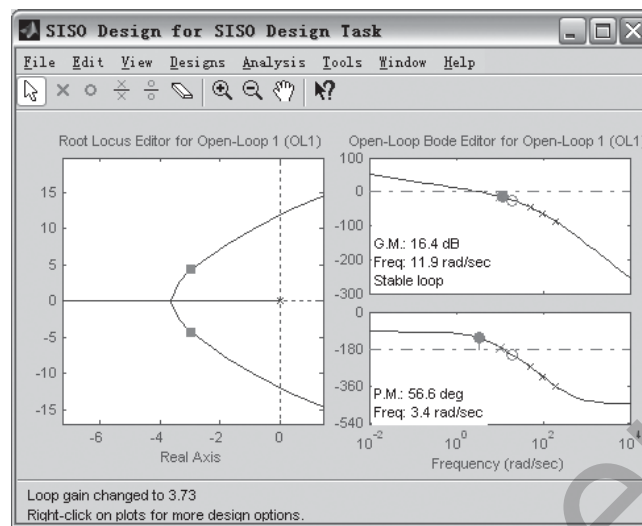 SISO Design for SISO Design Task
File Edit View Designs Analysis Tools Window Help
Root Locus Editor for Open-Loop 1 (OL1)
15
10
5
0
-5
-10
-15
-6 -4 -2 0
Real Axis
Open-Loop Bode Editor for Open-Loop 1 (OL1
100
0
-100
-200
-300
G.M.: 16.4 dB
Freq: 11.9 rad/sec
Stable loop
0
-180
-360
-540
P.M.: 56.6 deg
Freq: 3.4 rad/sec
10^-2 10^0 10^2 10^4
Frequency (rad/sec)
Loop gain changed to 3.73
Right-click on plots for more design options.